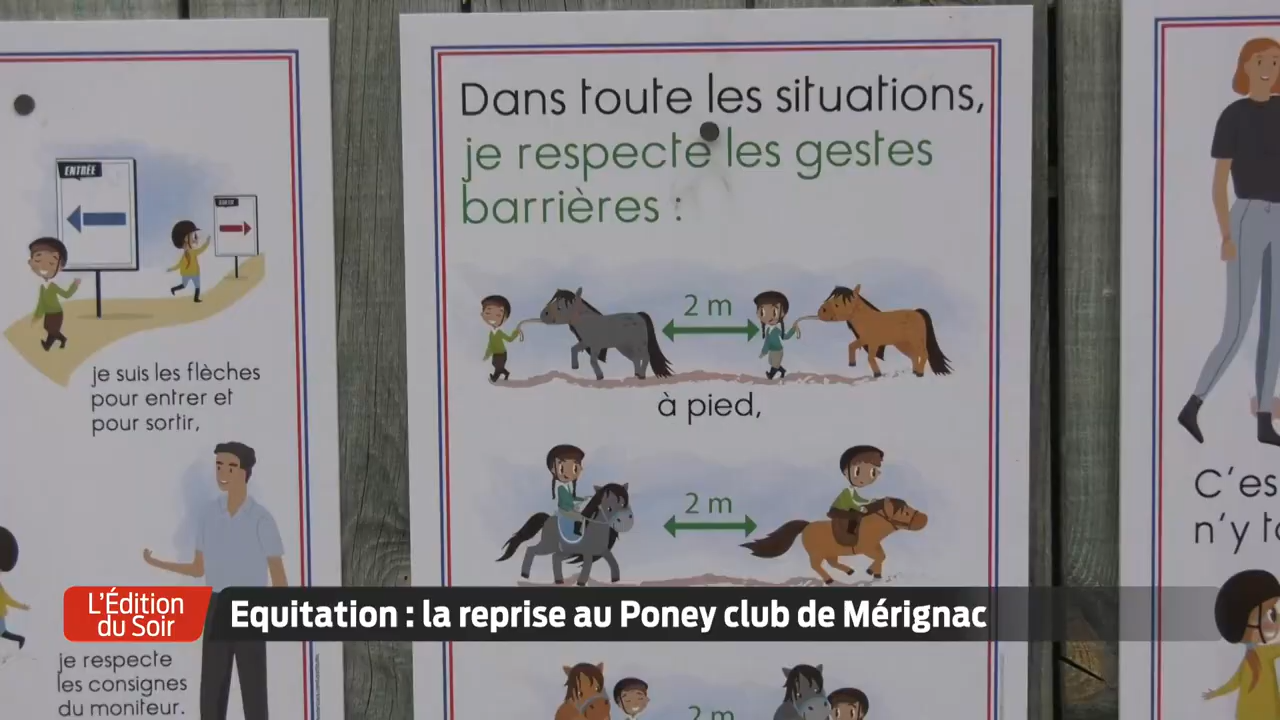 ENTRÉE
je suis les flèches
pour entrer et
pour sortir,
je respecte
les consignes
du moniteur.
Dans toute les situations,
je respecte les gestes
barrières :
2 m
à pied,
2 m
2 m
C'es
n'y t
L'Édition
du Soir
Equitation : la reprise au Poney club de Mérignac